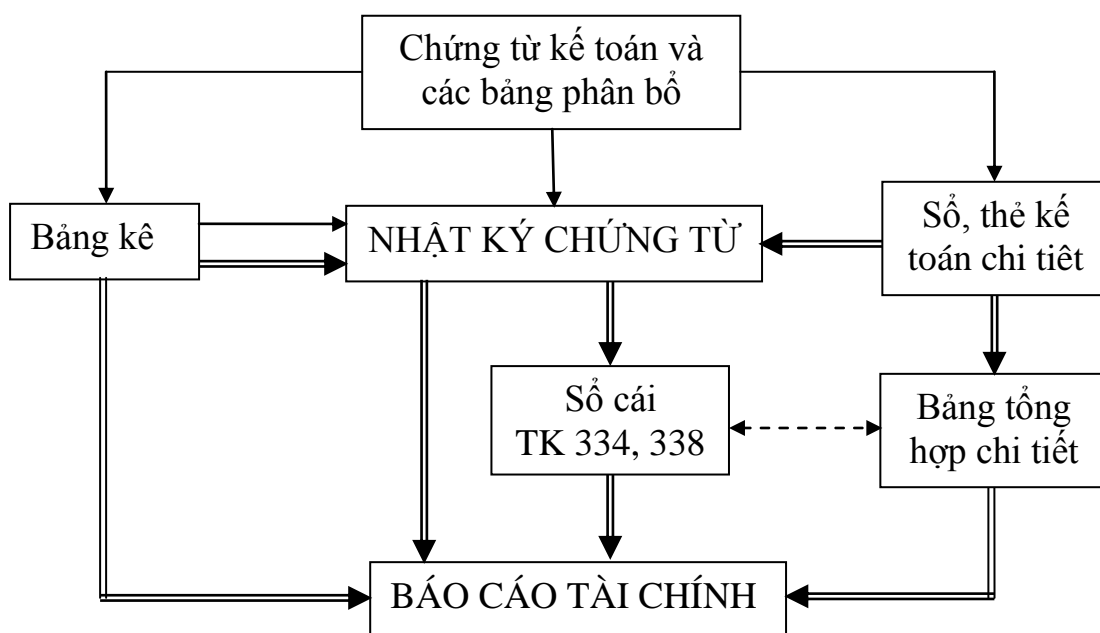 Chứng từ kế toán và
các bảng phân bổ
Bảng kê
NHẬT KÝ CHỨNG TỪ
Sổ, thẻ kế
toán chi tiêt
Sổ cái
TK 334, 338
Bảng tổng
hợp chi tiết
BÁO CÁO TÀI CHÍNH